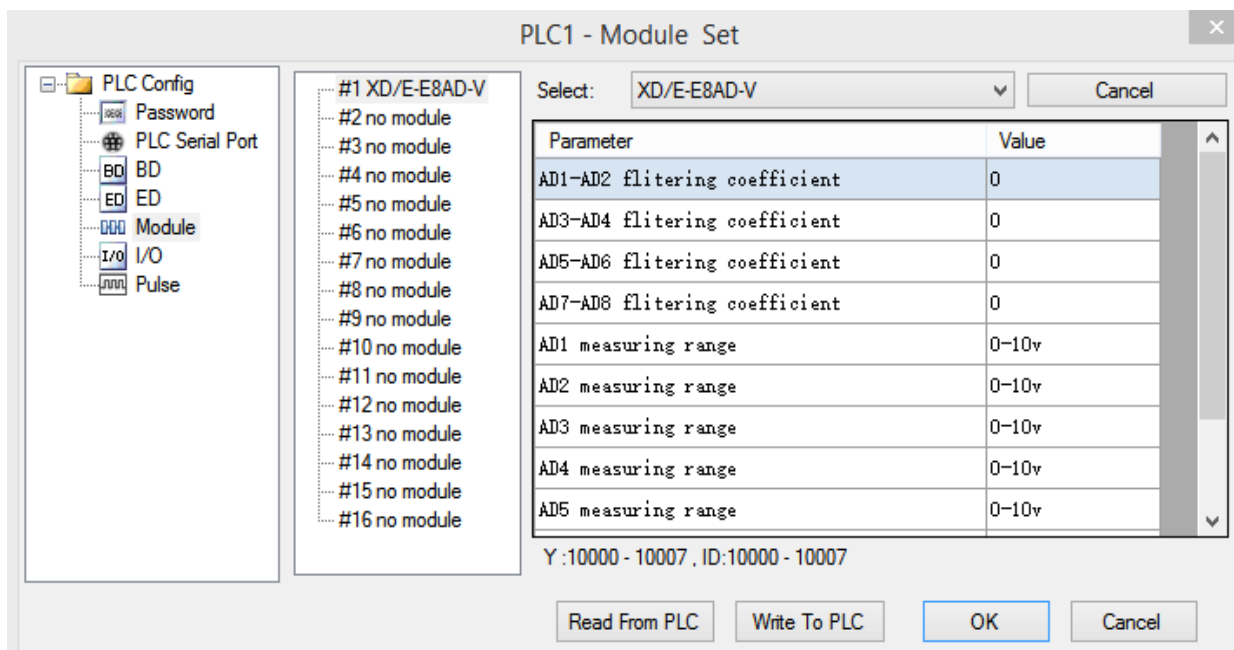 PLC1 - Module Set
PLC Config
Password
PLC Serial Port
BD BD
ED ED
Module
I/O I/O
Pulse
#1 XD/E-E8AD-V
#2 no module
#3 no module
#4 no module
#5 no module
#6 no module
#7 no module
#8 no module
#9 no module
#10 no module
#11 no module
#12 no module
#13 no module
#14 no module
#15 no module
#16 no module
Select: XD/E-E8AD-V Cancel
Parameter Value
AD1-AD2 flitering coefficient 0
AD3-AD4 flitering coefficient 0
AD5-AD6 flitering coefficient 0
AD7-AD8 flitering coefficient 0
AD1 measuring range 0-10v
AD2 measuring range 0-10v
AD3 measuring range 0-10v
AD4 measuring range 0-10v
AD5 measuring range 0-10v
Y :10000 - 10007 , ID:10000 - 10007
Read From PLC Write To PLC OK Cancel